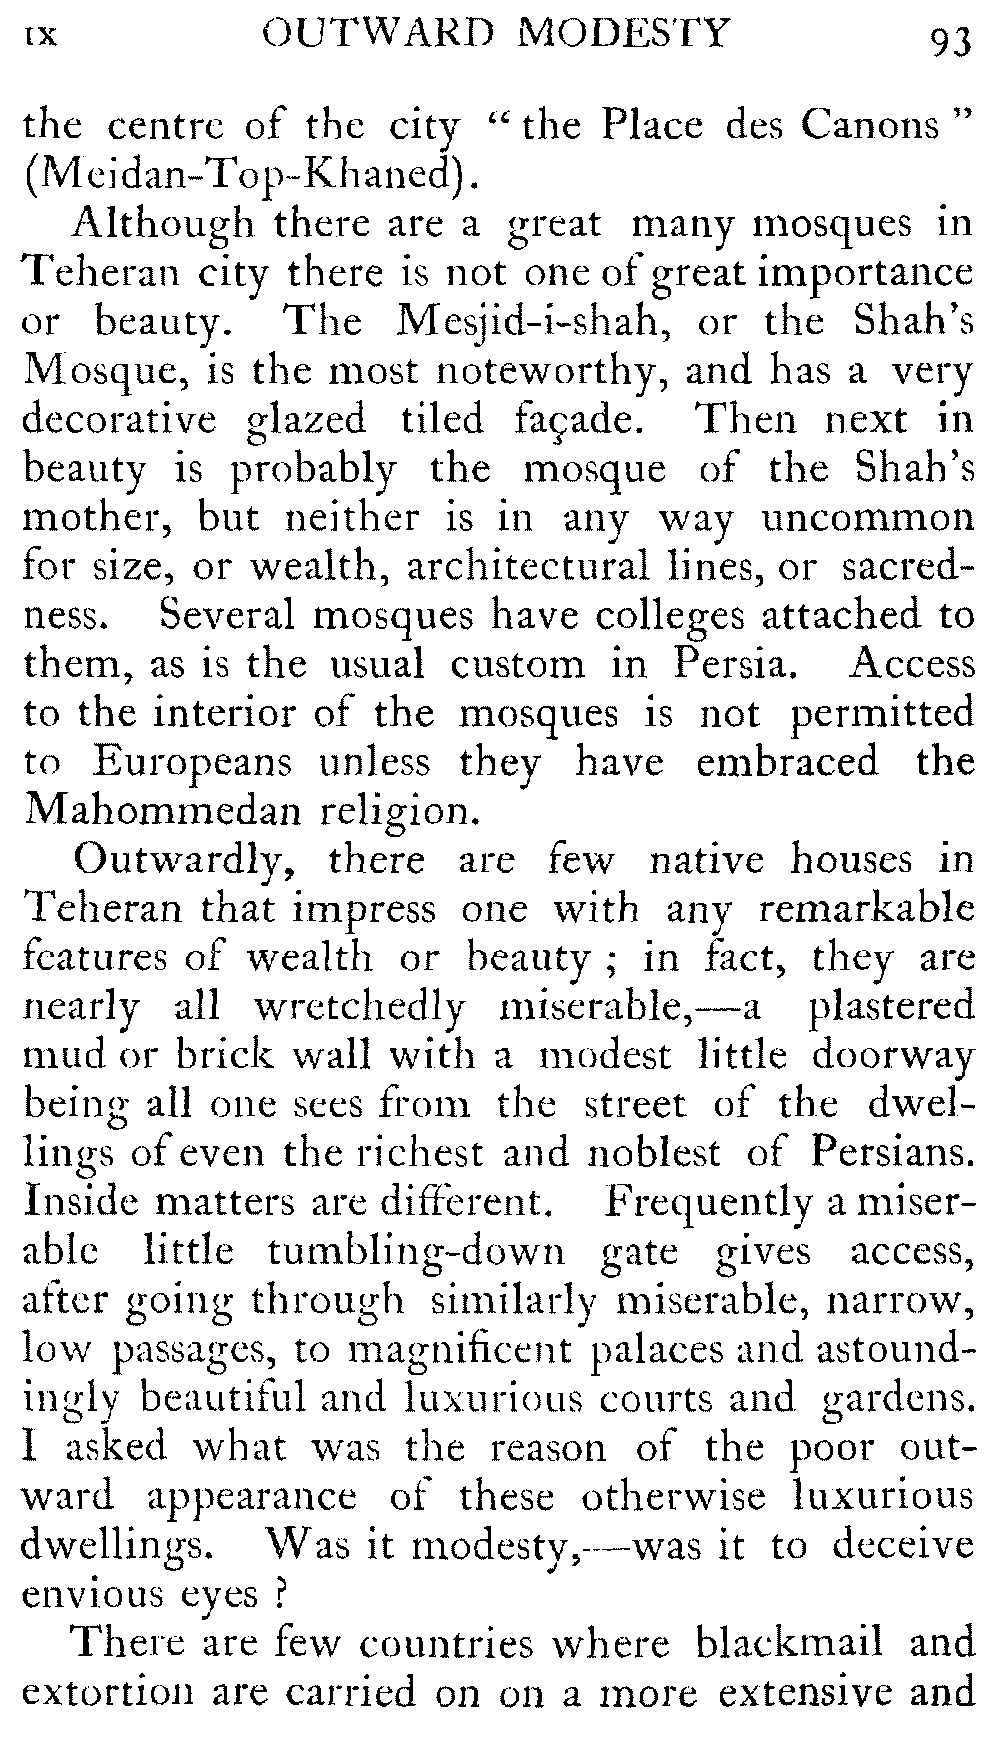 IX OUTWARD MODESTY 93
the centre of the city “ the Place des Canons ”
(Meidan-Top-Khaned).
Although there are a great many mosques in
Teheran city there is not one of great importance
or beauty. The Mesjid-i-shah, or the Shah's
Mosque, is the most noteworthy, and has a very
decorative glazed tiled façade. Then next in
beauty is probably the mosque of the Shah's
mother, but neither is in any way uncommon
for size, or wealth, architectural lines, or sacred-
ness. Several mosques have colleges attached to
them, as is the usual custom in Persia. Access
to the interior of the mosques is not permitted
to Europeans unless they have embraced the
Mahommedan religion.
Outwardly, there are few native houses in
Teheran that impress one with any remarkable
features of wealth or beauty ; in fact, they are
nearly all wretchedly miserable,—a plastered
mud or brick wall with a modest little doorway
being all one sees from the street of the dwel-
lings of even the richest and noblest of Persians.
Inside matters are different. Frequently a miser-
able little tumbling-down gate gives access,
after going through similarly miserable, narrow,
low passages, to magnificent palaces and astound-
ingly beautiful and luxurious courts and gardens.
I asked what was the reason of the poor out-
ward appearance of these otherwise luxurious
dwellings. Was it modesty,—was it to deceive
envious eyes ?
There are few countries where blackmail and
extortion are carried on on a more extensive and